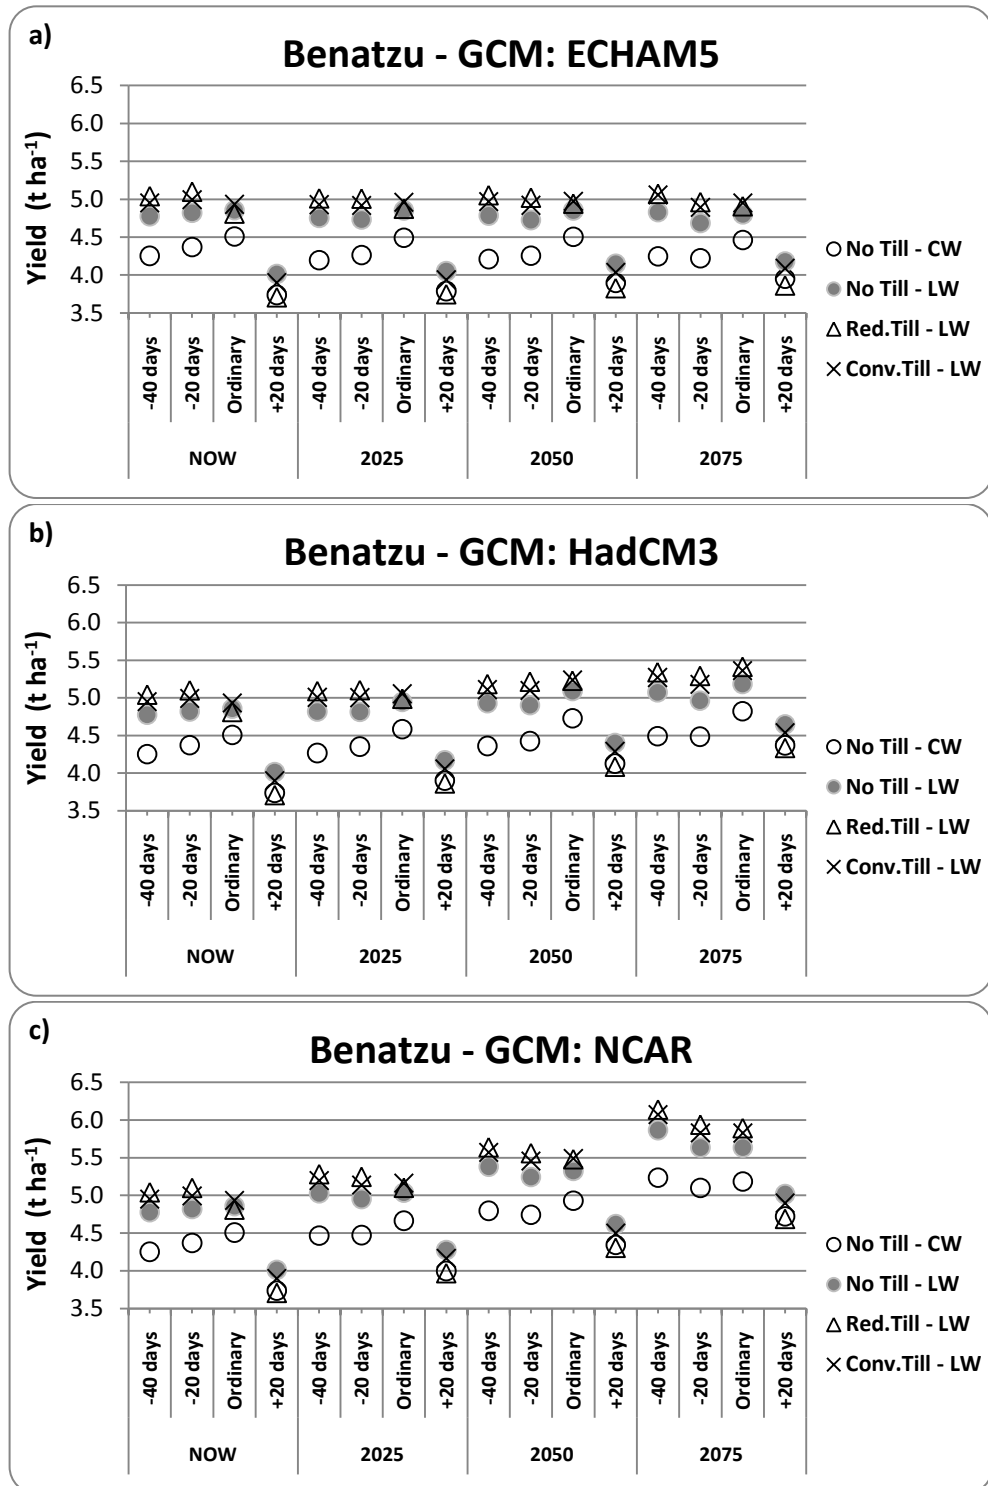 a)
Benatzu - GCM: ECHAM5
Yield (t ha⁻¹)
6.5
6.0
5.5
5.0
4.5
4.0
3.5
-40 days
-20 days
Ordinary
+20 days
-40 days
-20 days
Ordinary
+20 days
-40 days
-20 days
Ordinary
+20 days
-40 days
-20 days
Ordinary
+20 days
NOW
2025
2050
2075
No Till - CW
No Till - LW
Red.Till - LW
Conv.Till - LW
b)
Benatzu - GCM: HadCM3
Yield (t ha⁻¹)
6.5
6.0
5.5
5.0
4.5
4.0
3.5
-40 days
-20 days
Ordinary
+20 days
-40 days
-20 days
Ordinary
+20 days
-40 days
-20 days
Ordinary
+20 days
-40 days
-20 days
Ordinary
+20 days
NOW
2025
2050
2075
No Till - CW
No Till - LW
Red.Till - LW
Conv.Till - LW
c)
Benatzu - GCM: NCAR
Yield (t ha⁻¹)
6.5
6.0
5.5
5.0
4.5
4.0
3.5
-40 days
-20 days
Ordinary
+20 days
-40 days
-20 days
Ordinary
+20 days
-40 days
-20 days
Ordinary
+20 days
-40 days
-20 days
Ordinary
+20 days
NOW
2025
2050
2075
No Till - CW
No Till - LW
Red.Till - LW
Conv.Till - LW